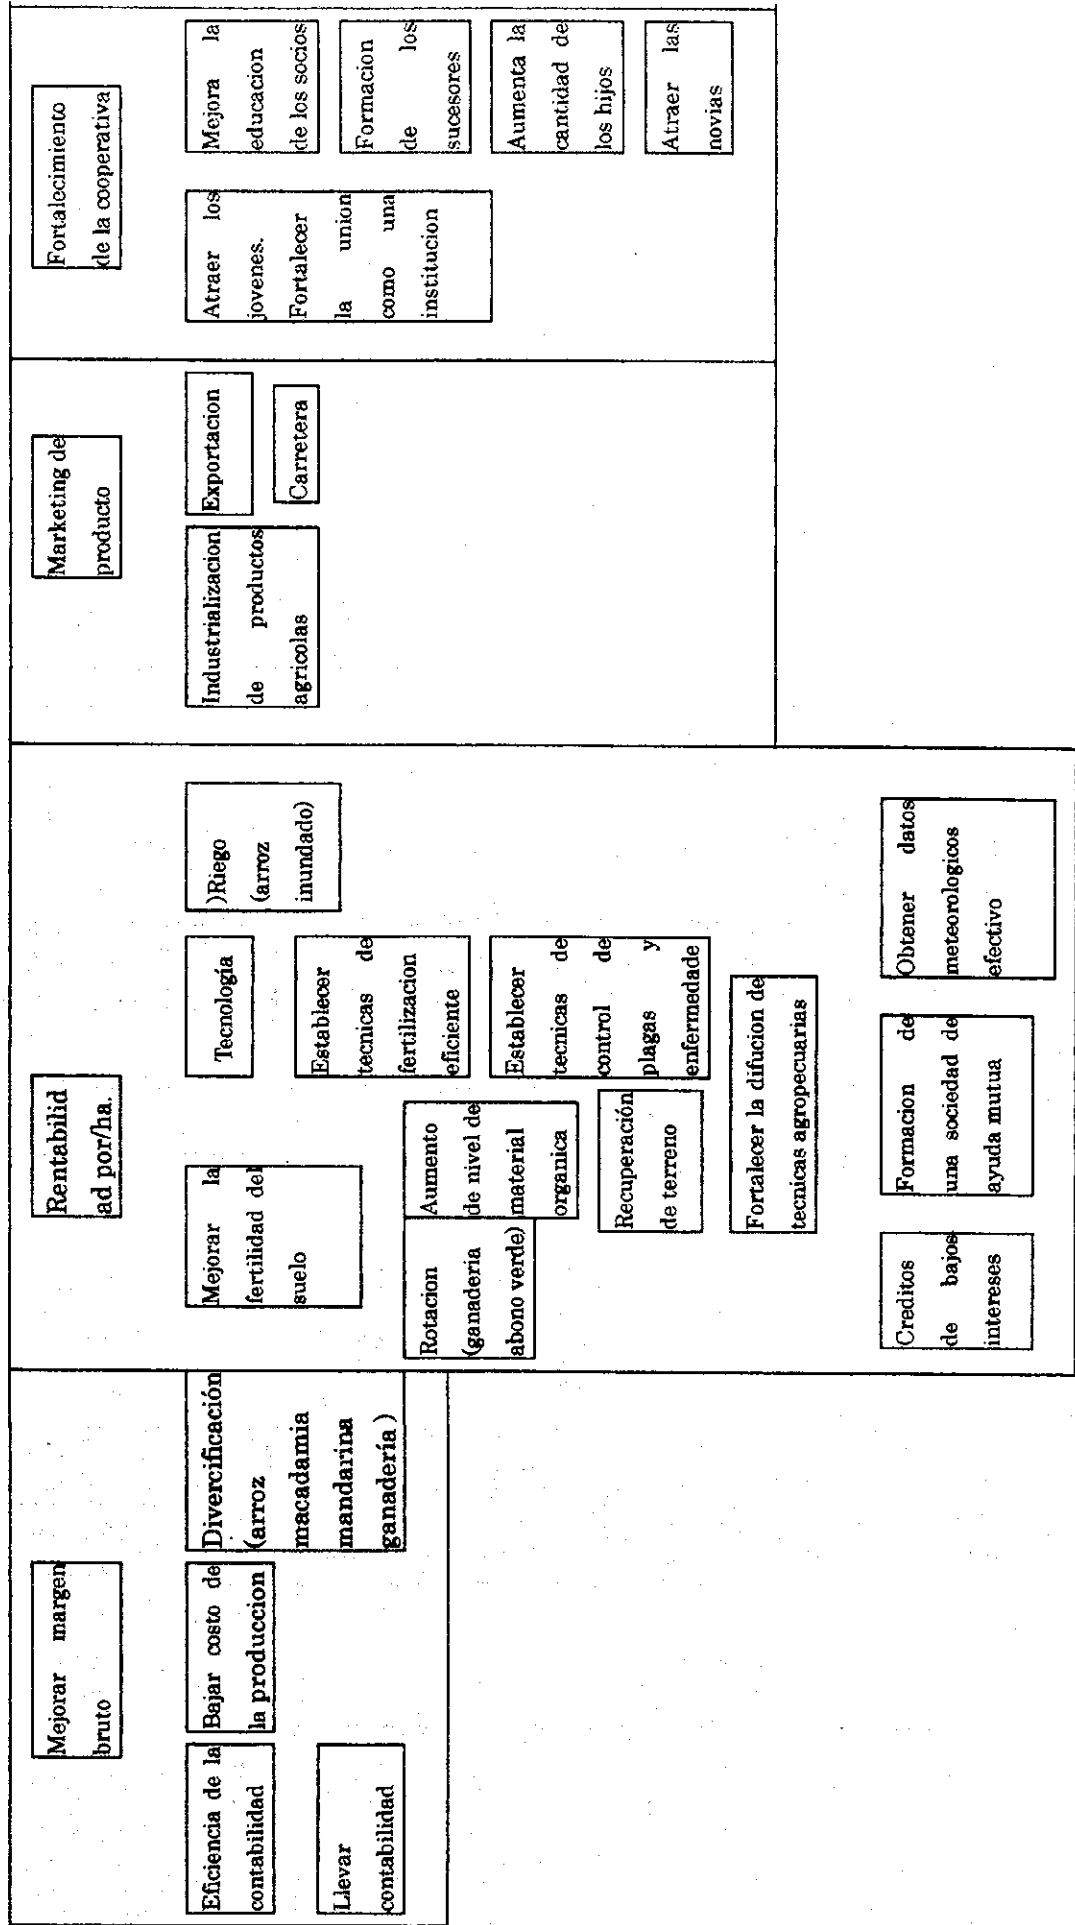 Mejorar margen
bruto
Eficiencia de la
contabilidad
Bajar costo de
la produccion
Divercificación
(arroz
macadamia
mandarina
ganadería )
Llevar
contabilidad
Rentabilid
ad por/ha.
Mejorar la
fertilidad del
suelo
Tecnología
)Riego
(arroz
inundado)
Establecer
tecnicas de
fertilizacion
eficiente
Rotacion
(ganaderia
abono verde)
Aumento
de nivel de
material
organica
Establecer
tecnicas de
control de
plagas y
enfermedade
Recuperación
de terreno
Fortalecer la difucion de
tecnicas agropecuarias
Creditos
de bajos
intereses
Formacion de
una sociedad de
ayuda mutua
Obtener datos
meteorologicos
efectivo
Marketing de
producto
Industrializacion
de productos
agricolas
Exportacion
Carretera
Fortalecimiento
de la cooperativa
Atraer los
jovenes.
Fortalecer
la union
como una
institucion
Mejora la
educacion
de los socios
Formacion
de los
sucesores
Aumenta la
cantidad de
los hijos
Atraer las
novias